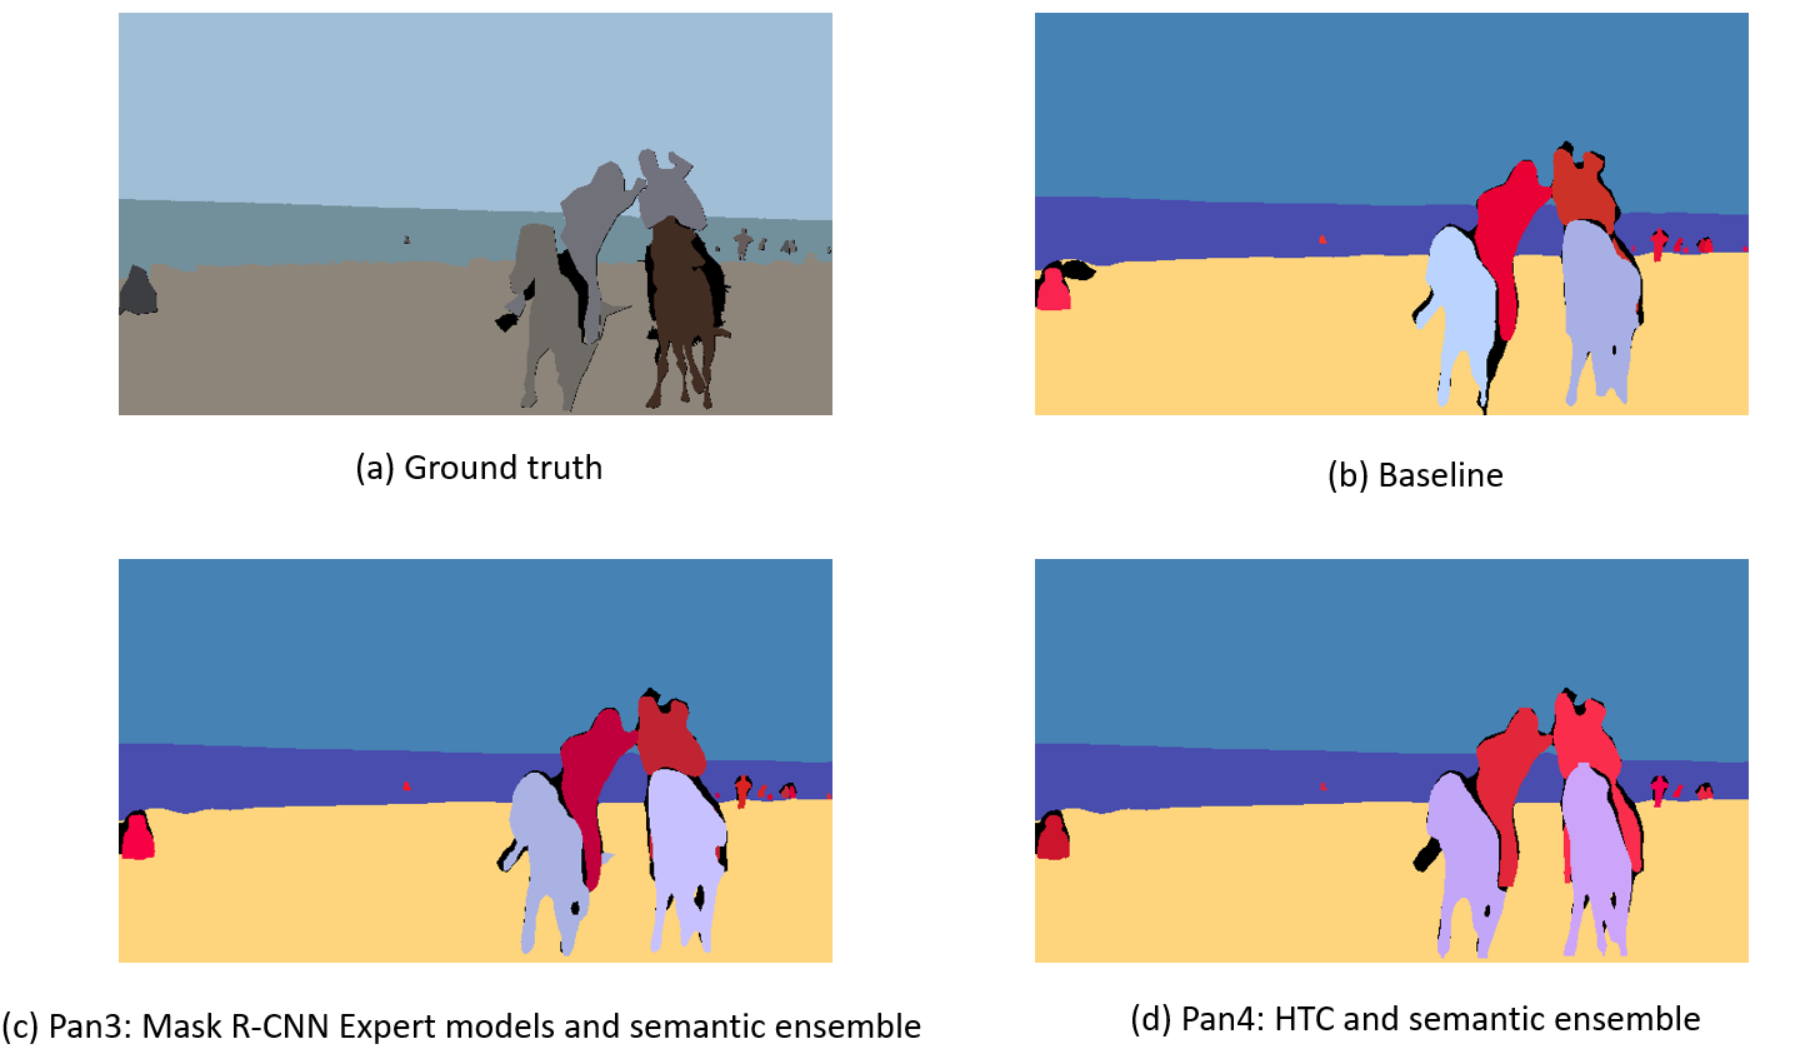 (a) Ground truth
(b) Baseline
(c) Pan3: Mask R-CNN Expert models and semantic ensemble
(d) Pan4: HTC and semantic ensemble